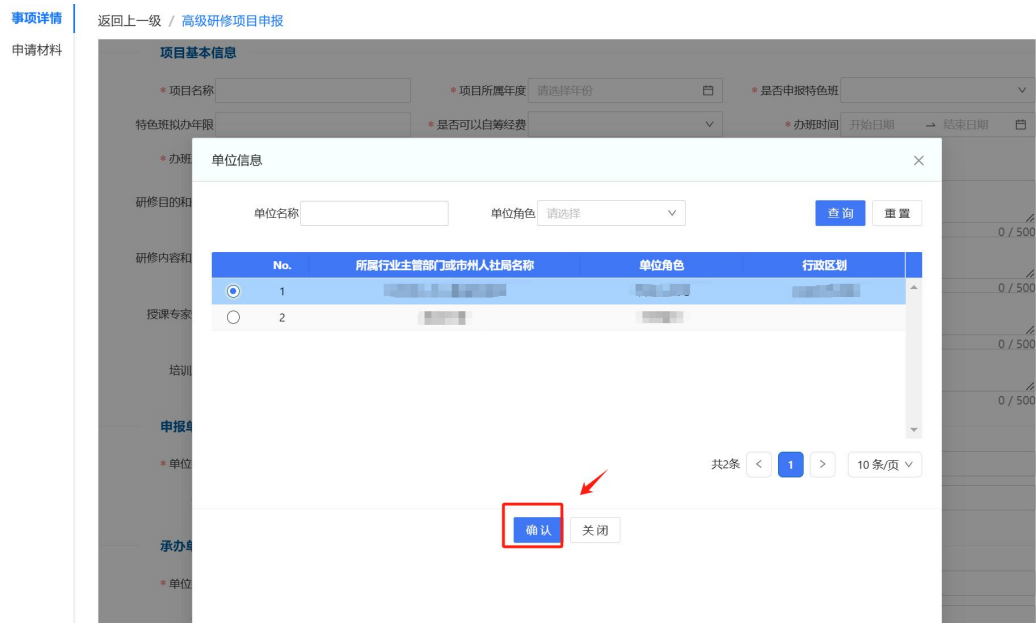 事项详情
返回上一级 / 高级研修项目申报
申请材料
项目基本信息
* 项目名称
* 项目所属年度 请选择年份
* 是否申报特色班
特色班拟办年限
* 是否可以自筹经费
* 办班时间 开始日期 → 结束日期
* 办班
单位信息
研修目的和
单位名称
单位角色 请选择
查 询
重 置
0 / 500
研修内容和
No. 所属行业主管部门或市州人社局名称 单位角色 行政区划
1
0 / 500
授课专家
2
0 / 500
培训
0 / 500
申报单
* 单位
共2条 < 1 > 10 条/页
确 认
关 闭
承办单
* 单位